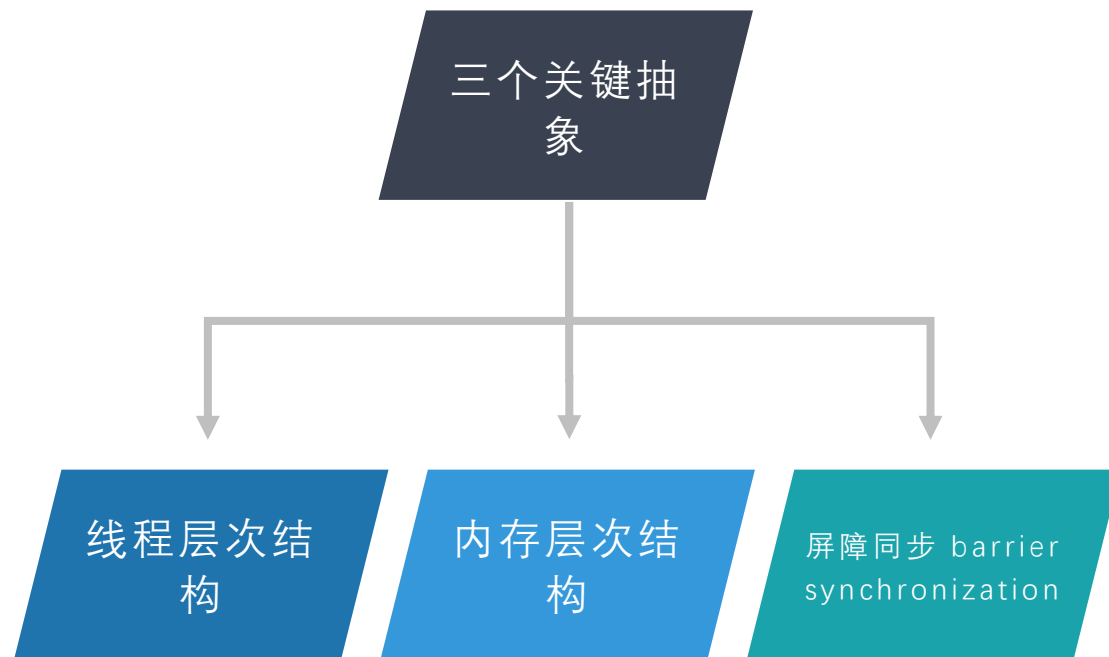 三个关键抽
象
线程层次结
构
内存层次结
构
屏障同步 barrier
synchronization